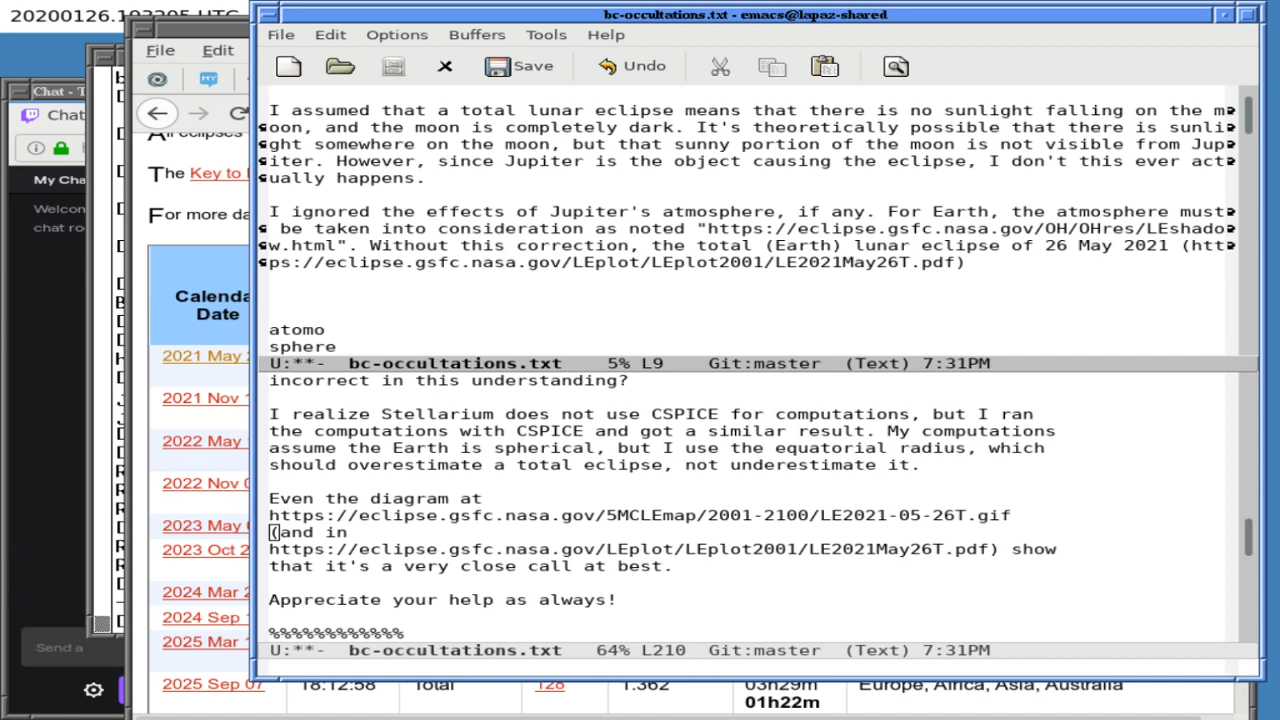 20200126.193205 UTC
bc-occultations.txt - emacs@lapaz-shared
File Edit Options Buffers Tools Help
Save Undo
I assumed that a total lunar eclipse means that there is no sunlight falling on the m
oon, and the moon is completely dark. It's theoretically possible that there is sunli
ght somewhere on the moon, but that sunny portion of the moon is not visible from Jup
iter. However, since Jupiter is the object causing the eclipse, I don't this ever act
ually happens.
I ignored the effects of Jupiter's atmosphere, if any. For Earth, the atmosphere must
be taken into consideration as noted "https://eclipse.gsfc.nasa.gov/OH/OHres/LEshado
w.html". Without this correction, the total (Earth) lunar eclipse of 26 May 2021 (htt
ps://eclipse.gsfc.nasa.gov/LEplot/LEplot2001/LE2021May26T.pdf)
atomo
sphere
U:**- bc-occultations.txt 5% L9 Git:master (Text) 7:31PM
incorrect in this understanding?
I realize Stellarium does not use CSPICE for computations, but I ran
the computations with CSPICE and got a similar result. My computations
assume the Earth is spherical, but I use the equatorial radius, which
should overestimate a total eclipse, not underestimate it.
Even the diagram at
https://eclipse.gsfc.nasa.gov/5MCLEmap/2001-2100/LE2021-05-26T.gif
(and in
https://eclipse.gsfc.nasa.gov/LEplot/LEplot2001/LE2021May26T.pdf) show
that it's a very close call at best.
Appreciate your help as always!
%%%%%%%%%%%%
U:**- bc-occultations.txt 64% L210 Git:master (Text) 7:31PM
File Edit
MY
All eclipses
The Key to
For more da
Calenda
Date
2021 May
2021 Nov
2022 May
2022 Nov
2023 May
2023 Oct 2
2024 Mar 2
2024 Sep
2025 Mar
2025 Sep 07 18:12:58 Total 128 1.362 03h29m Europe, Africa, Asia, Australia
01h22m
Chat - T
Chat
My Cha
Welcon
chat ro
Send a